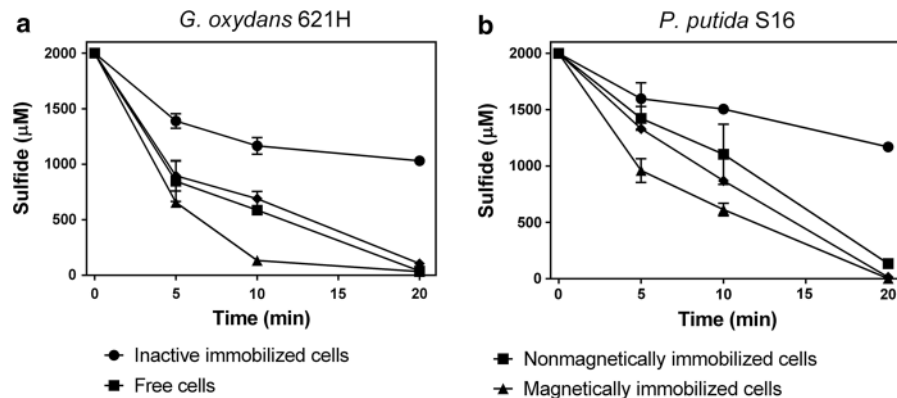 a
G. oxydans 621H
2000
1500
1000
500
0
Sulfide (μM)
0
5
10
15
20
Time (min)
b
P. putida S16
2000
1500
1000
500
0
Sulfide (μM)
0
5
10
15
20
Time (min)
Inactive immobilized cells
Free cells
Nonmagnetically immobilized cells
Magnetically immobilized cells